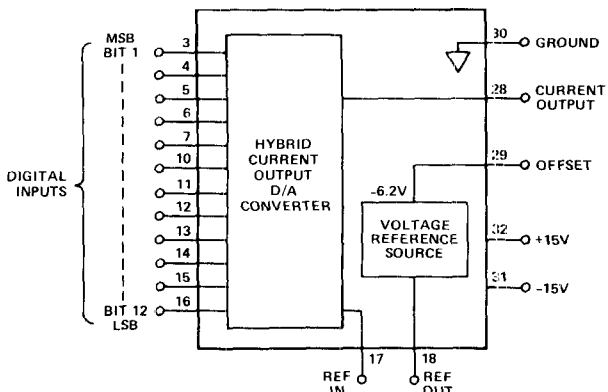 MSB
BIT 1
3
4
5
6
7
10
11
12
13
14
15
16
BIT 12
LSB
DIGITAL
INPUTS
HYBRID
CURRENT
OUTPUT
D/A
CONVERTER
30
GROUND
28
CURRENT
OUTPUT
29
OFFSET
-6.2V
VOLTAGE
REFERENCE
SOURCE
32
+15V
31
-15V
17
18
REF
IN
REF
OUT